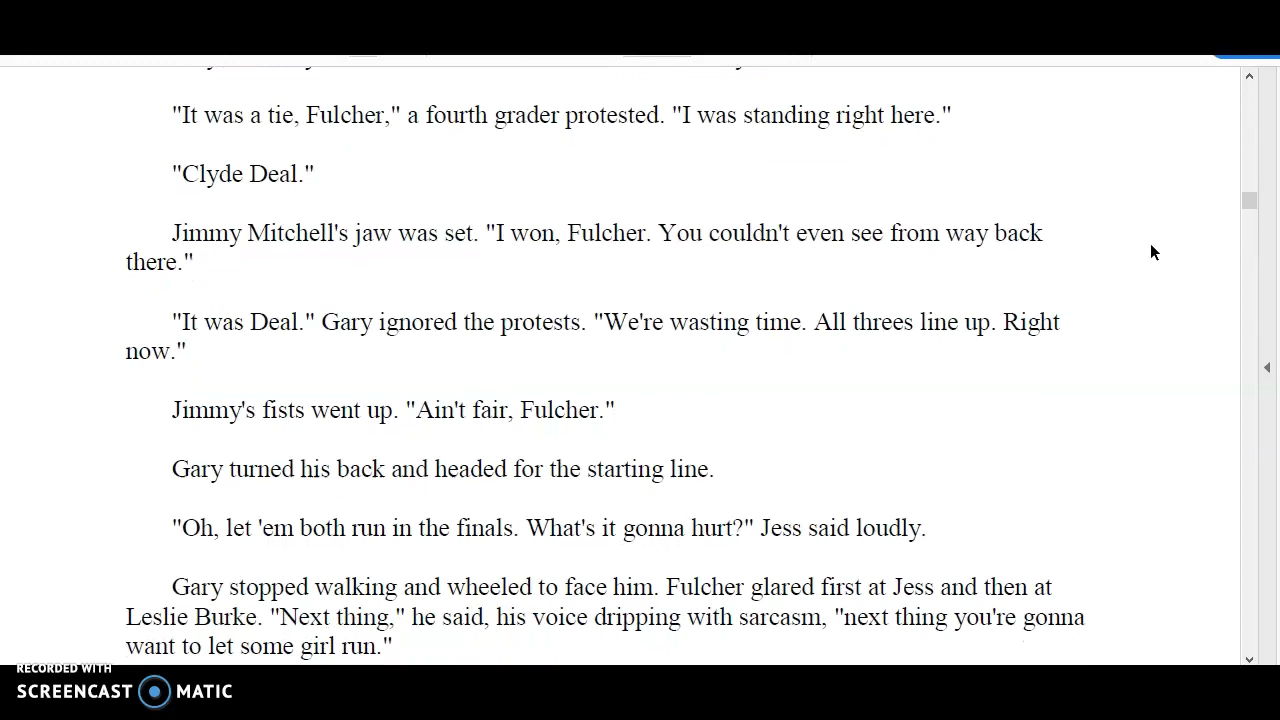 "It was a tie, Fulcher," a fourth grader protested. "I was standing right here."
"Clyde Deal."
Jimmy Mitchell's jaw was set. "I won, Fulcher. You couldn't even see from way back
there."
"It was Deal." Gary ignored the protests. "We're wasting time. All threes line up. Right
now."
Jimmy's fists went up. "Ain't fair, Fulcher."
Gary turned his back and headed for the starting line.
"Oh, let 'em both run in the finals. What's it gonna hurt?" Jess said loudly.
Gary stopped walking and wheeled to face him. Fulcher glared first at Jess and then at
Leslie Burke. "Next thing," he said, his voice dripping with sarcasm, "next thing you're gonna
want to let some girl run."
RECORDED WITH
SCREENCAST MATIC